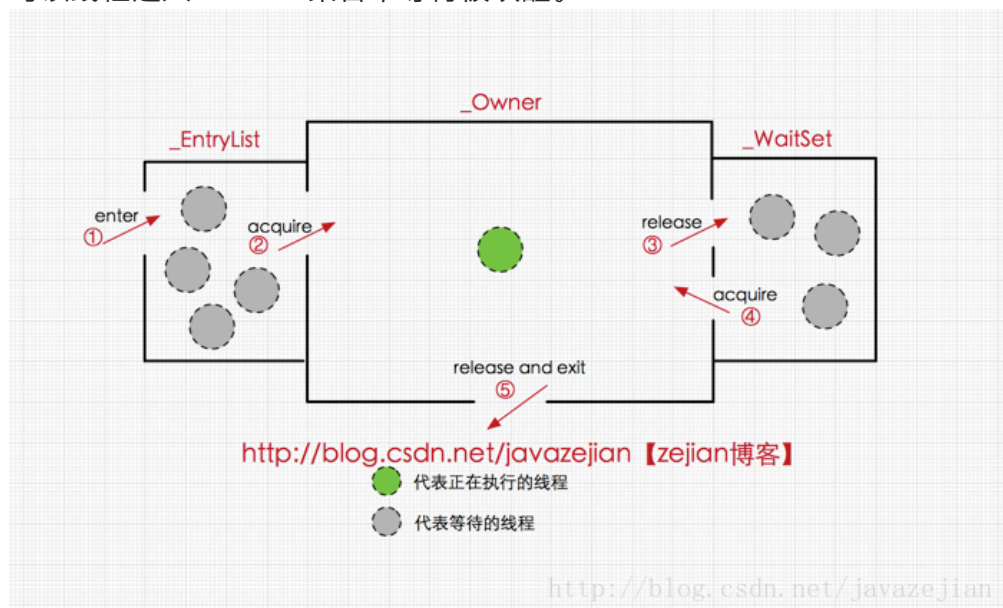 _Owner
_EntryList
_WaitSet
enter
①
acquire
②
release
③
acquire
④
release and exit
⑤
http://blog.csdn.net/javazejian【zejian博客】
代表正在执行的线程
代表等待的线程
http://blog.csdn.net/javazejian